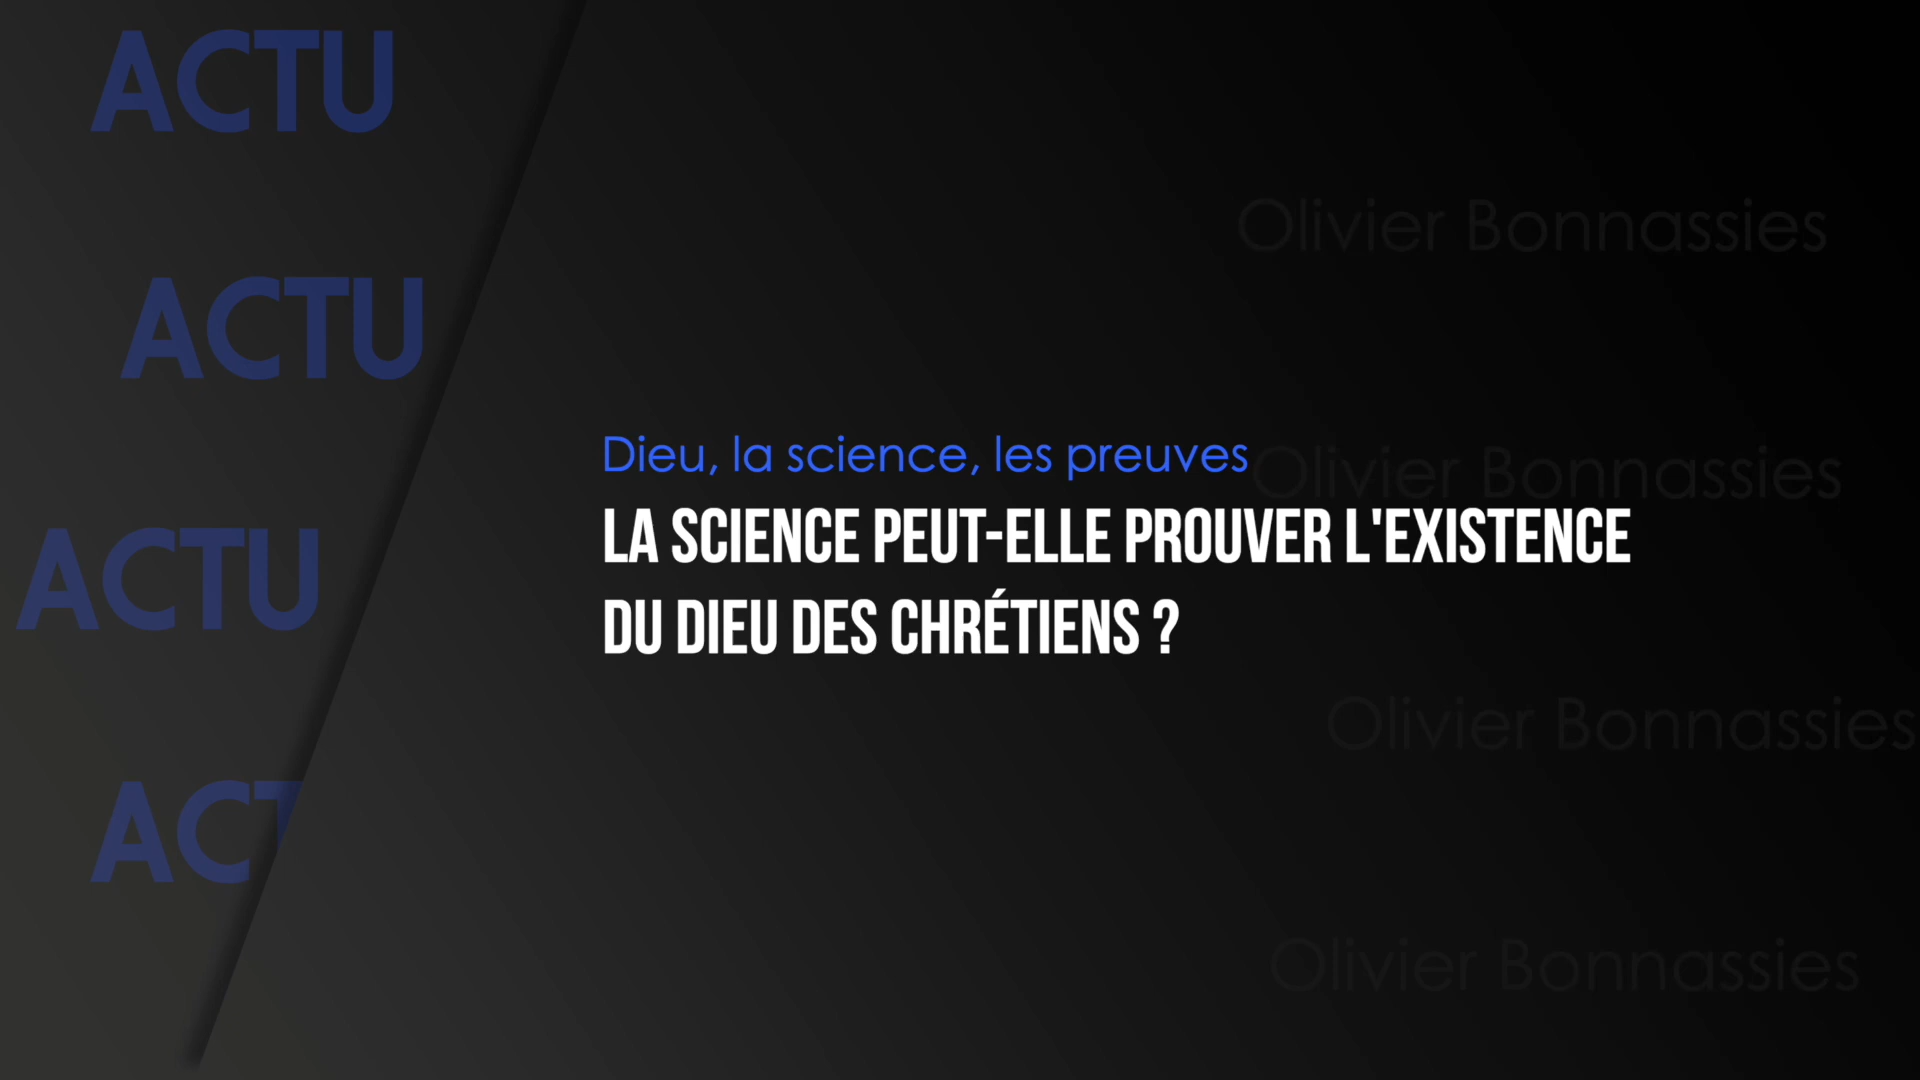 ACTU
Olivier Bonnassies
ACTU
Dieu, la science, les preuves
Olivier Bonnassies
LA SCIENCE PEUT-ELLE PROUVER L'EXISTENCE
ACTU
DU DIEU DES CHRÉTIENS ?
Olivier Bonnassies
ACT
Olivier Bonnassies